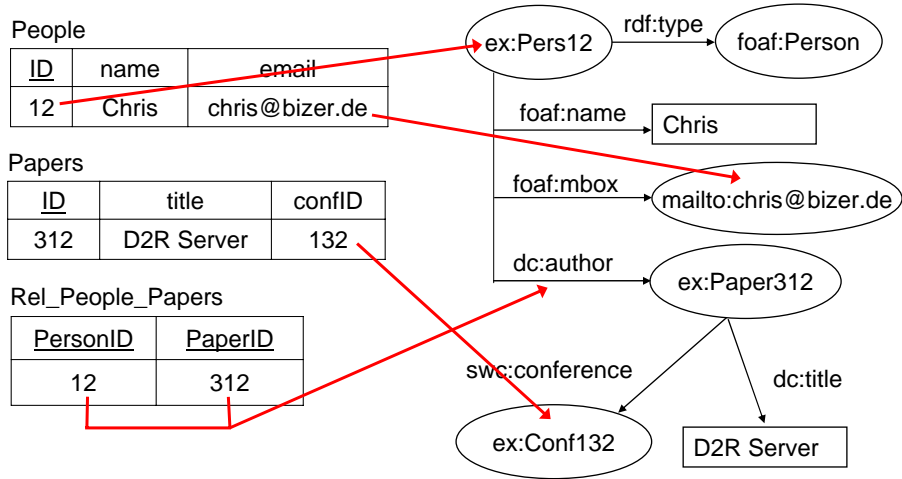 People
ID name email
12 Chris chris@bizer.de
Papers
ID title confID
312 D2R Server 132
Rel_People_Papers
PersonID PaperID
12 312
ex:Pers12 rdf:type foaf:Person
foaf:name Chris
foaf:mbox mailto:chris@bizer.de
dc:author ex:Paper312
swc:conference dc:title
ex:Conf132 D2R Server